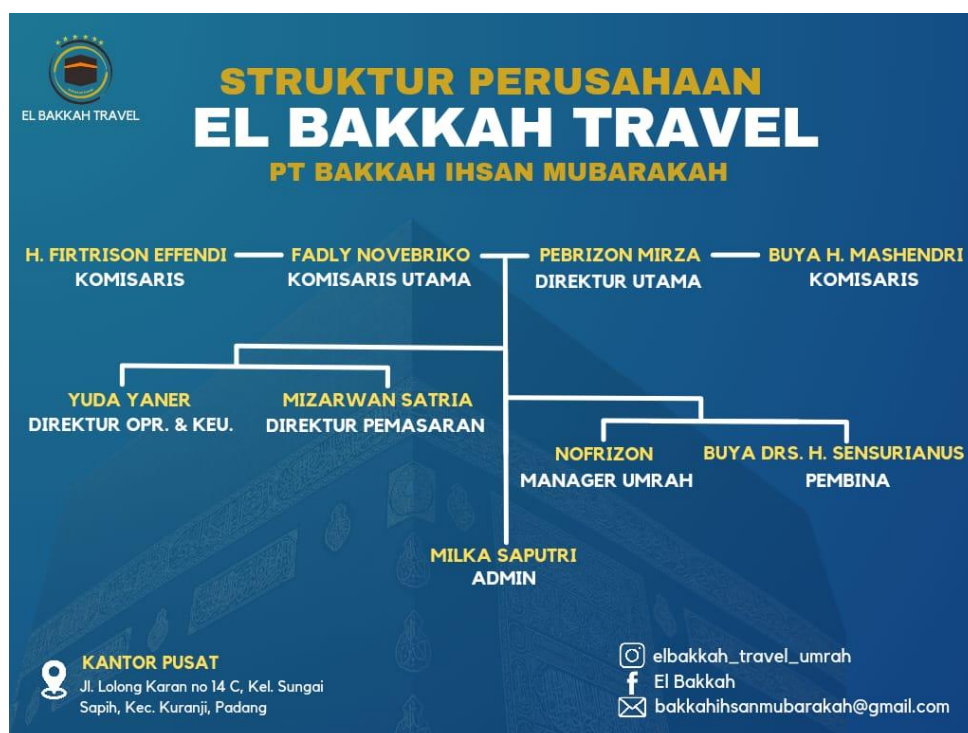 EL BAKKAH TRAVEL
STRUKTUR PERUSAHAAN
EL BAKKAH TRAVEL
PT BAKKAH IHSAN MUBARAKAH
H. FIRTRISON EFFENDI
KOMISARIS
FADLY NOVEBRIKO
KOMISARIS UTAMA
PEBRIZON MIRZA
DIREKTUR UTAMA
BUYA H. MASHENDRI
KOMISARIS
YUDA YANER
DIREKTUR OPR. & KEU.
MIZARWAN SATRIA
DIREKTUR PEMASARAN
NOFRIZON
MANAGER UMRAH
BUYA DRS. H. SENSURIANUS
PEMBINA
MILKA SAPUTRI
ADMIN
KANTOR PUSAT
Jl. Lolong Karan no 14 C, Kel. Sungai
Sapih, Kec. Kuranji, Padang
elbakkah_travel_umrah
El Bakkah
bakkahihsanmubarakah@gmail.com